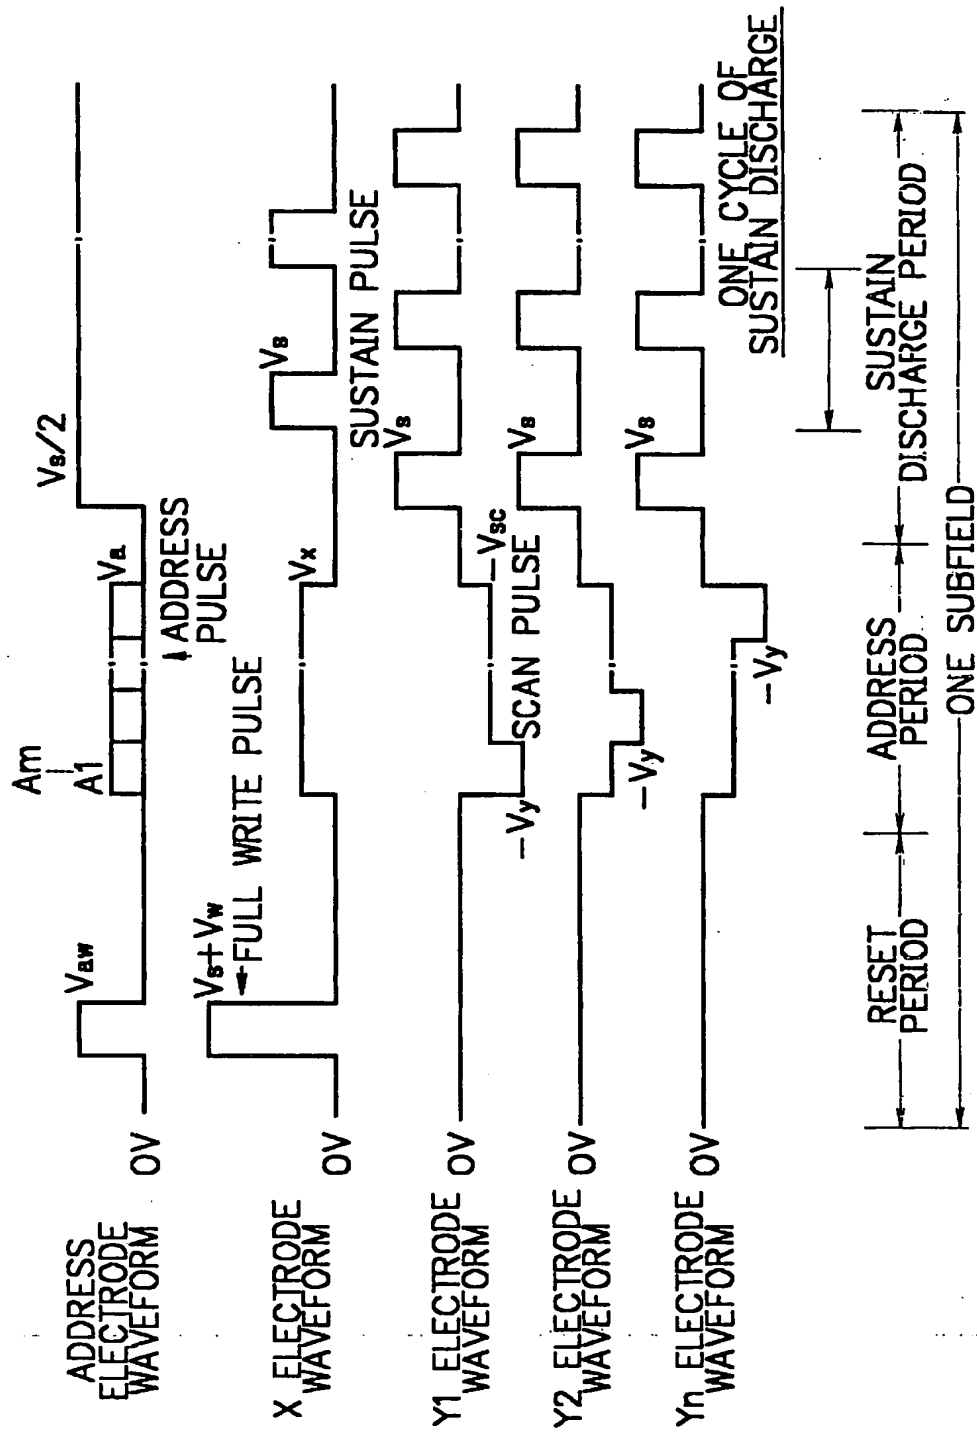 ADDRESS
ELECTRODE
WAVEFORM
0V
Vaw
Am
A1
Va
ADDRESS
PULSE
Vs/2
X ELECTRODE
WAVEFORM
0V
Vs+Vw
FULL WRITE PULSE
Vx
Vs
SUSTAIN PULSE
Y1 ELECTRODE
WAVEFORM
0V
-Vy
SCAN PULSE
-Vsc
Vs
Y2 ELECTRODE
WAVEFORM
0V
-Vy
Vs
Yn ELECTRODE
WAVEFORM
0V
-Vy
Vs
ONE CYCLE OF
SUSTAIN DISCHARGE
RESET
PERIOD
ADDRESS
PERIOD
SUSTAIN
DISCHARGE PERIOD
ONE SUBFIELD